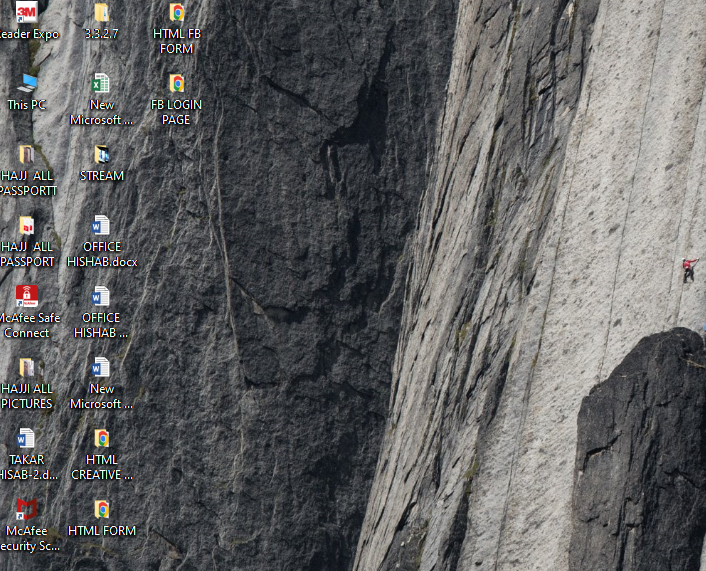 3M
eader Expo
3.3.2.7
HTML FB
FORM
This PC
New
Microsoft ...
FB LOGIN
PAGE
HAJJ ALL
PASSPORTT
STREAM
HAJJ ALL
PASSPORT
OFFICE
HISHAB.docx
McAfee Safe
Connect
OFFICE
HISHAB ...
HAJJI ALL
PICTURES
New
Microsoft ...
TAKAR
HISAB-2.d...
HTML
CREATIVE ...
McAfee
ecurity Sc...
HTML FORM